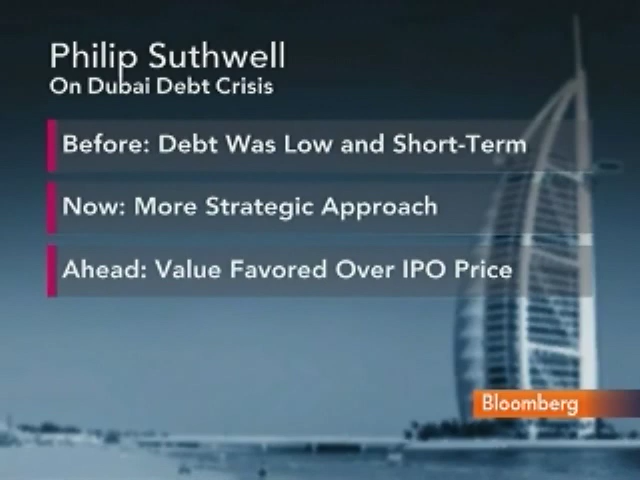 Philip Suthwell
On Dubai Debt Crisis
Before: Debt Was Low and Short-Term
Now: More Strategic Approach
Ahead: Value Favored Over IPO Price
Bloomberg